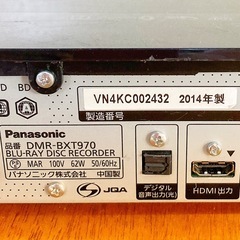 BD
VN4KC002432 2014年製
製造番号
Panasonic
品番 DMR-BXT970
BLU-RAY DISC RECORDER
MAR 100V 62W 50/60Hz
パナソニック株式会社 中国製
JQA
デジタル
音声出力(光)
HDMI出力